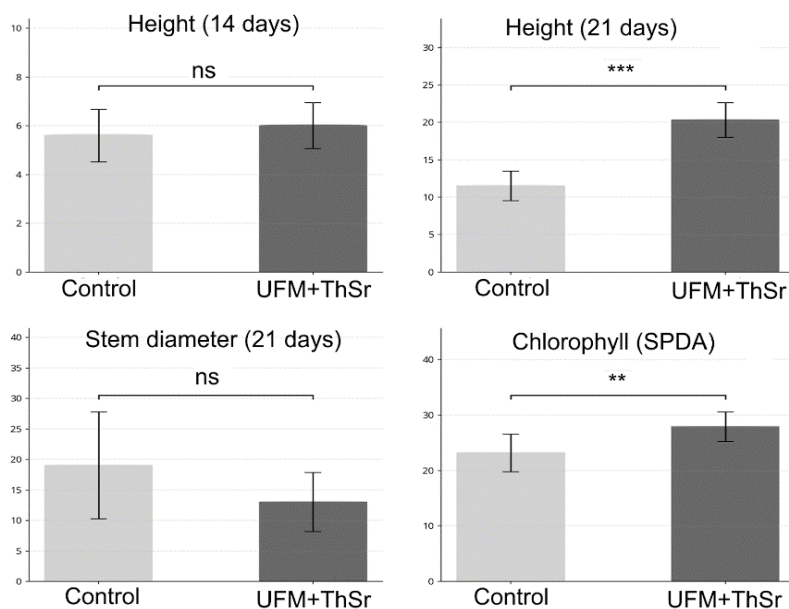 Height (14 days)
ns
10
8
6
4
2
0
Control
UFM+ThSr
Height (21 days)
***
30
25
20
15
10
5
0
Control
UFM+ThSr
Stem diameter (21 days)
ns
40
35
30
25
20
15
10
5
0
Control
UFM+ThSr
Chlorophyll (SPDA)
**
40
30
20
10
0
Control
UFM+ThSr